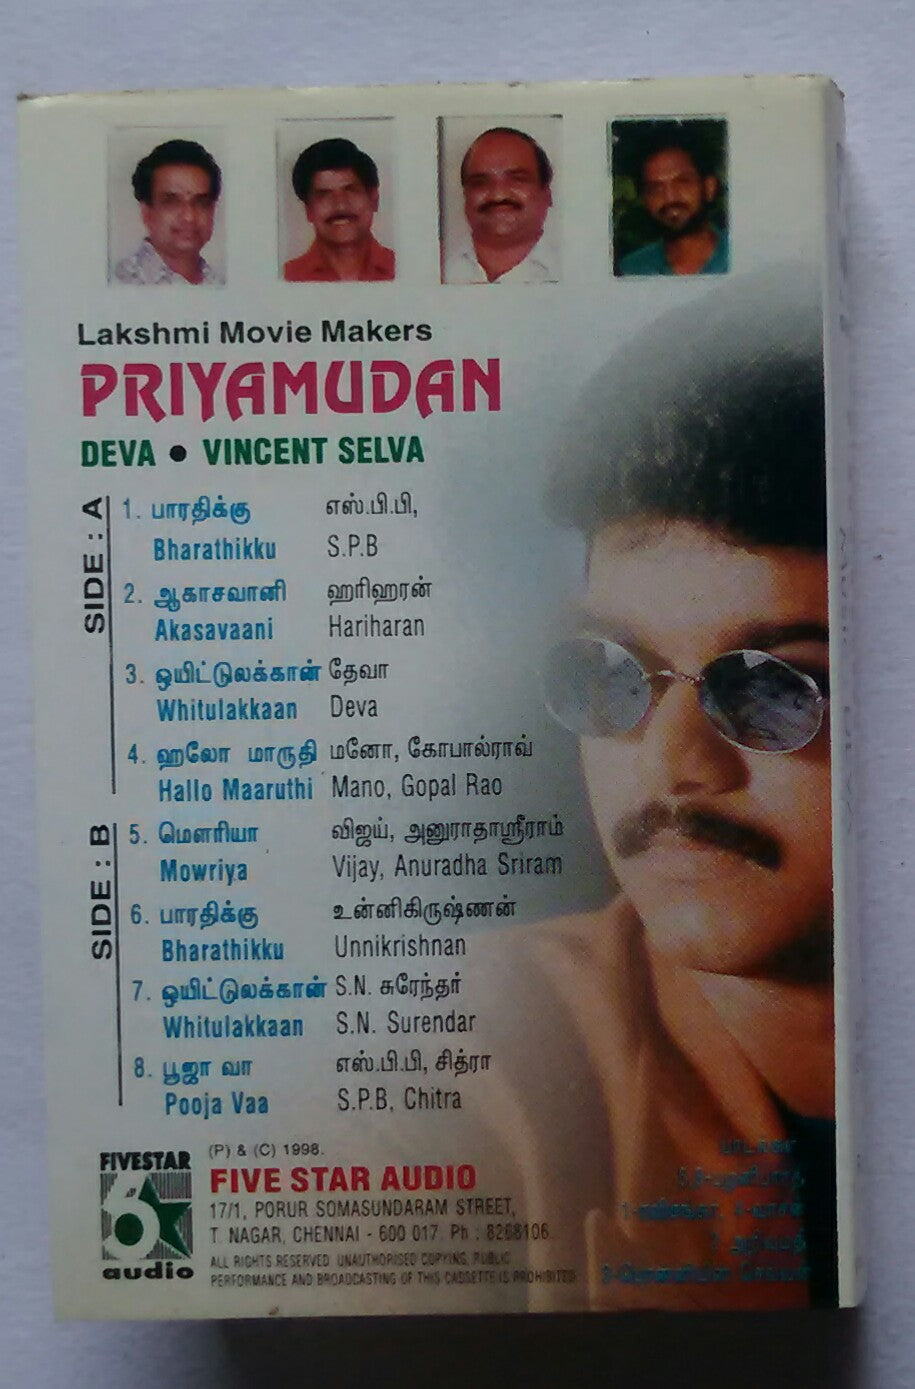 Lakshmi Movie Makers
PRIYAMUDAN
DEVA ● VINCENT SELVA
SIDE : A
1. பாரதிக்கு எஸ்.பி.பி,
Bharathikku S.P.B
2. ஆகாசவானி ஹரிஹரன்
Akasavaani Hariharan
3. ஒயிட்டுலக்கான் தேவா
Whitulakkaan Deva
4. ஹலோ மாருதி மனோ, கோபால்ராவ்
Hallo Maaruthi Mano, Gopal Rao
SIDE : B
5. மௌரியா விஜய், அனுராதாஸ்ரீராம்
Mowriya Vijay, Anuradha Sriram
6. பாரதிக்கு உன்னிகிருஷ்ணன்
Bharathikku Unnikrishnan
7. ஒயிட்டுலக்கான் S.N. சுரேந்தர்
Whitulakkaan S.N. Surendar
8. பூஜா வா எஸ்.பி.பி, சித்ரா
Pooja Vaa S.P.B, Chitra
FIVESTAR
audio
(P) & (C) 1998.
FIVE STAR AUDIO
17/1, PORUR SOMASUNDARAM STREET,
T. NAGAR, CHENNAI - 600 017. Ph : 8268106
ALL RIGHTS RESERVED. UNAUTHORISED COPYING, PUBLIC
PERFORMANCE AND BROADCASTING OF THIS CASSETTE IS PROHIBITED